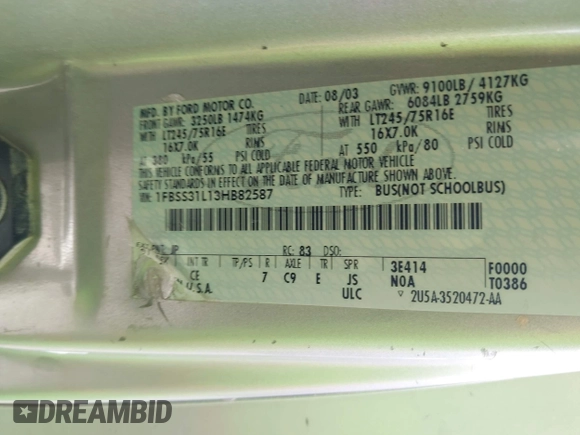 MFD. BY FORD MOTOR CO.
DATE: 08/03
GVWR: 9100LB/ 4127KG
FRONT GAWR: 3250LB 1474KG
REAR GAWR: 6084LB 2759KG
WITH LT245/75R16E TIRES
WITH LT245/75R16E TIRES
16X7.0K
16X7.0K
AT 380 kPa/55 PSI COLD
AT 550 kPa/80 PSI COLD
THIS VEHICLE CONFORMS TO ALL APPLICABLE FEDERAL MOTOR VEHICLE
SAFETY STANDARDS IN EFFECT ON THE DATE OF MANUFACTURE SHOWN ABOVE.
VIN: 1FBSS31L13HB82587
TYPE: BUS(NOT SCHOOLBUS)
RC: 83 DSO:
INT TR TP/PS R AXLE TR SPR
CE 7 C9 E JS
ULC
U.S.A.
3E414
N0A
F0000
T0386
2U5A-3520472-AA
DREAMBID